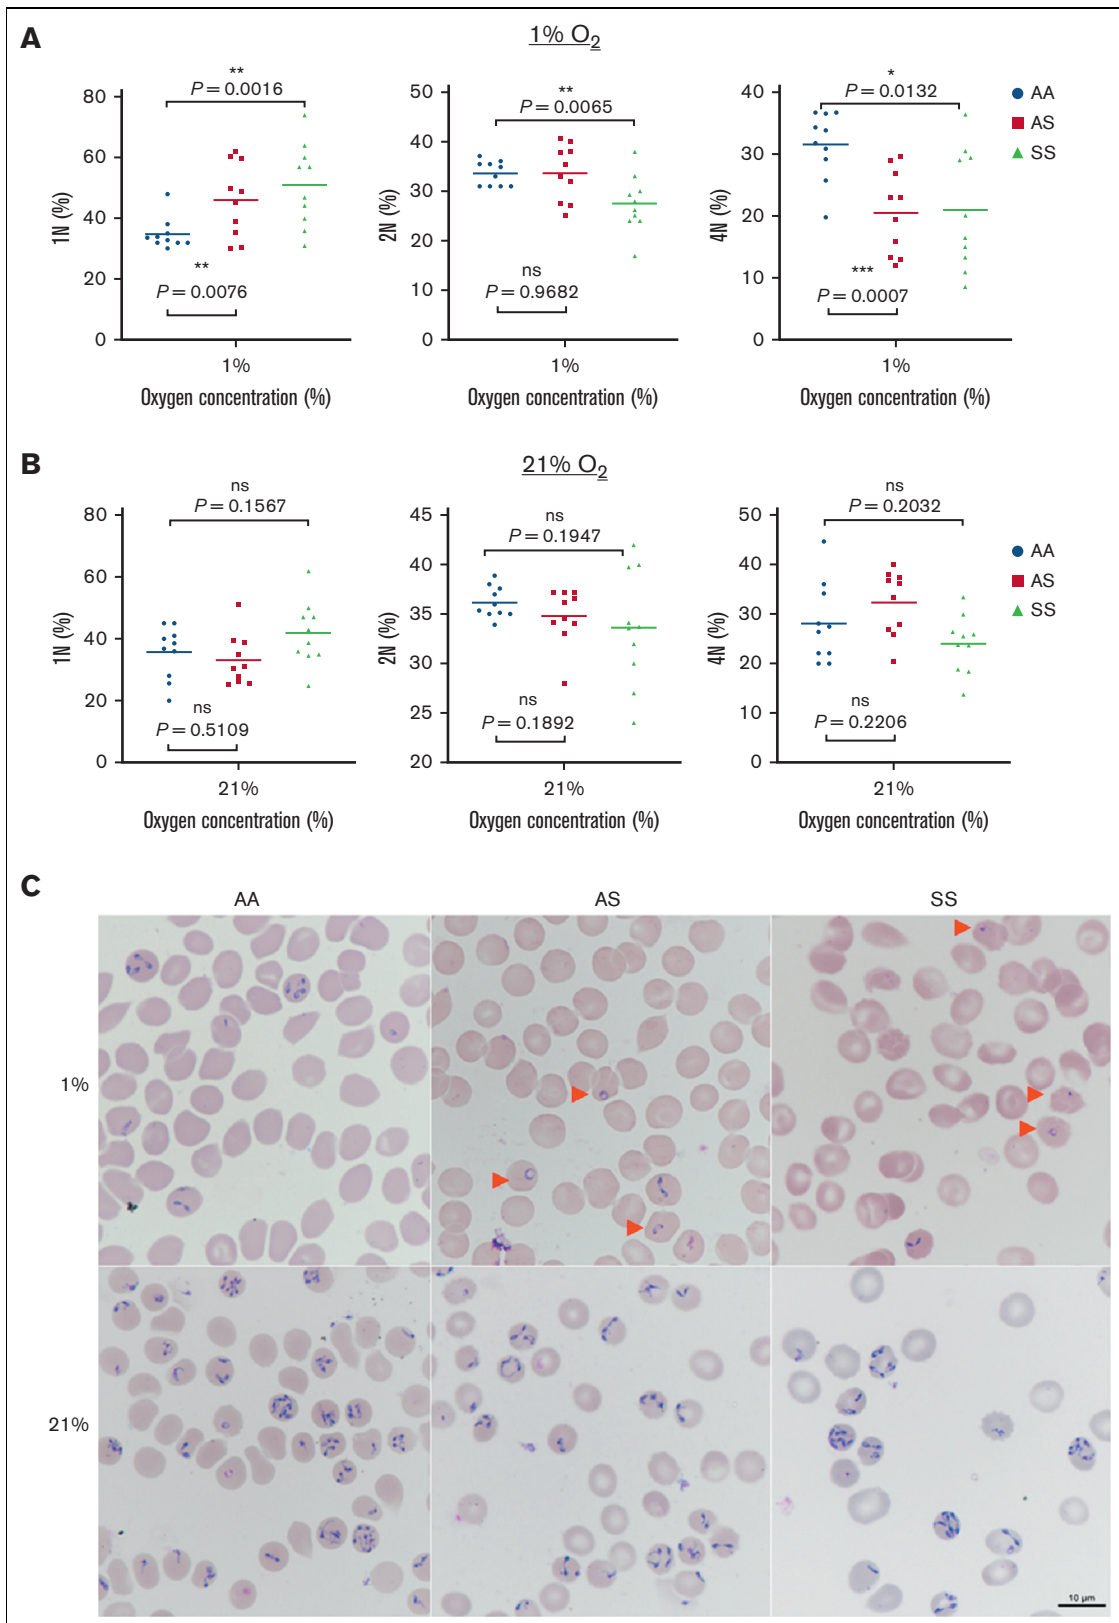 A
1% O2
**
P = 0.0016
80
60
40
20
0
1N (%)
**
P = 0.0076
1%
Oxygen concentration (%)
**
P = 0.0065
50
40
30
20
10
0
2N (%)
ns
P = 0.9682
1%
Oxygen concentration (%)
*
P = 0.0132
40
30
20
10
0
4N (%)
***
P = 0.0007
1%
Oxygen concentration (%)
AA
AS
SS
B
21% O2
ns
P = 0.1567
80
60
40
20
0
1N (%)
ns
P = 0.5109
21%
Oxygen concentration (%)
ns
P = 0.1947
45
40
35
30
25
20
2N (%)
ns
P = 0.1892
21%
Oxygen concentration (%)
ns
P = 0.2032
50
40
30
20
10
0
4N (%)
ns
P = 0.2206
21%
Oxygen concentration (%)
AA
AS
SS
C
AA AS SS
1%
21%
10 μm